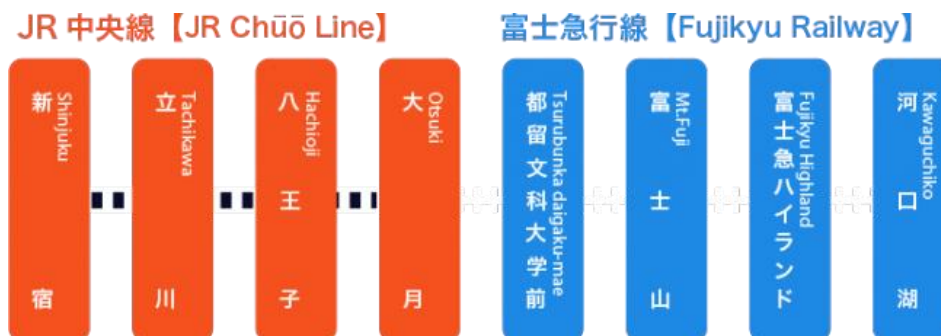 JR 中央線【JR Chūō Line】
富士急行線【Fujikyu Railway】
新宿
Shinjuku
立川
Tachikawa
八王子
Hachioji
大月
Otsuki
都留文科大学前
Tsurubunka daigaku-mae
富士山
Mt.Fuji
富士急ハイランド
Fujikyu Highland
河口湖
Kawaguchiko